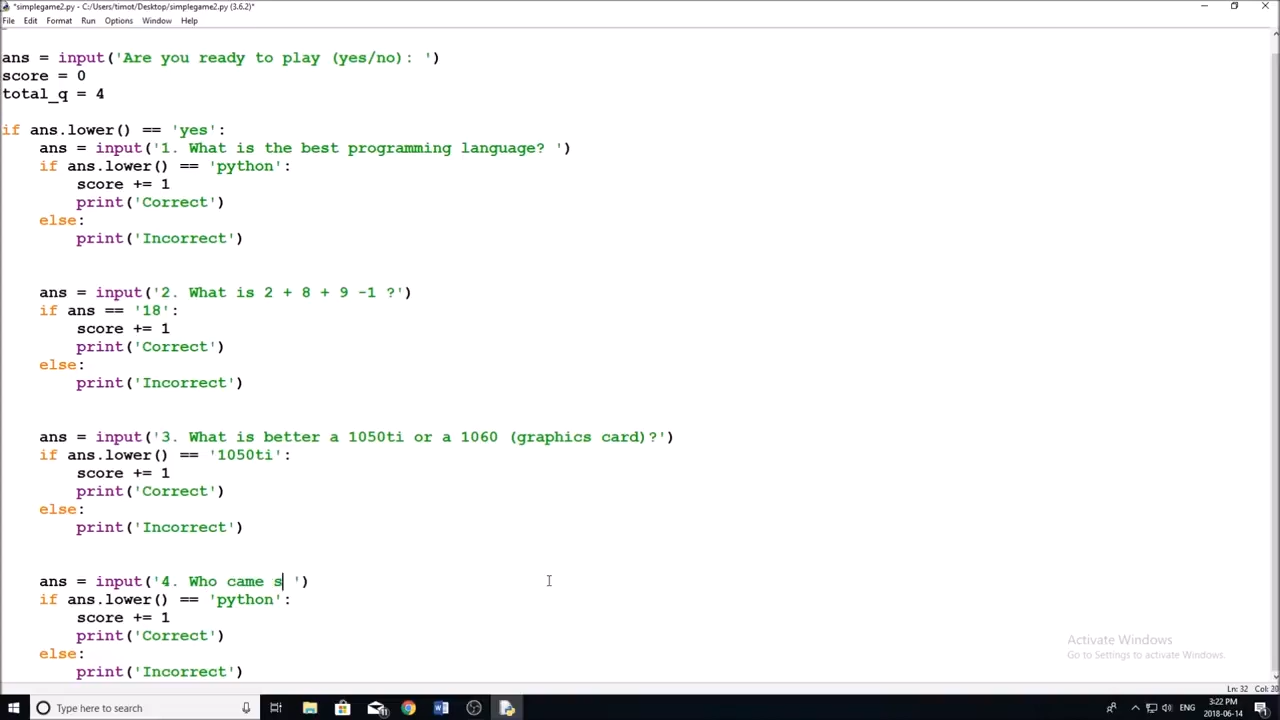 *simplegame2.py - C:/Users/timot/Desktop/simplegame2.py (3.6.2)*
File Edit Format Run Options Window Help
ans = input('Are you ready to play (yes/no): ')
score = 0
total_q = 4
if ans.lower() == 'yes':
ans = input('1. What is the best programming language? ')
if ans.lower() == 'python':
score += 1
print('Correct')
else:
print('Incorrect')
ans = input('2. What is 2 + 8 + 9 -1 ?')
if ans == '18':
score += 1
print('Correct')
else:
print('Incorrect')
ans = input('3. What is better a 1050ti or a 1060 (graphics card)?')
if ans.lower() == '1050ti':
score += 1
print('Correct')
else:
print('Incorrect')
ans = input('4. Who came s ')
if ans.lower() == 'python':
score += 1
print('Correct')
else:
print('Incorrect')
Activate Windows
Go to Settings to activate Windows.
Ln: 32 Col: 20
Type here to search
3:22 PM
2018-06-14